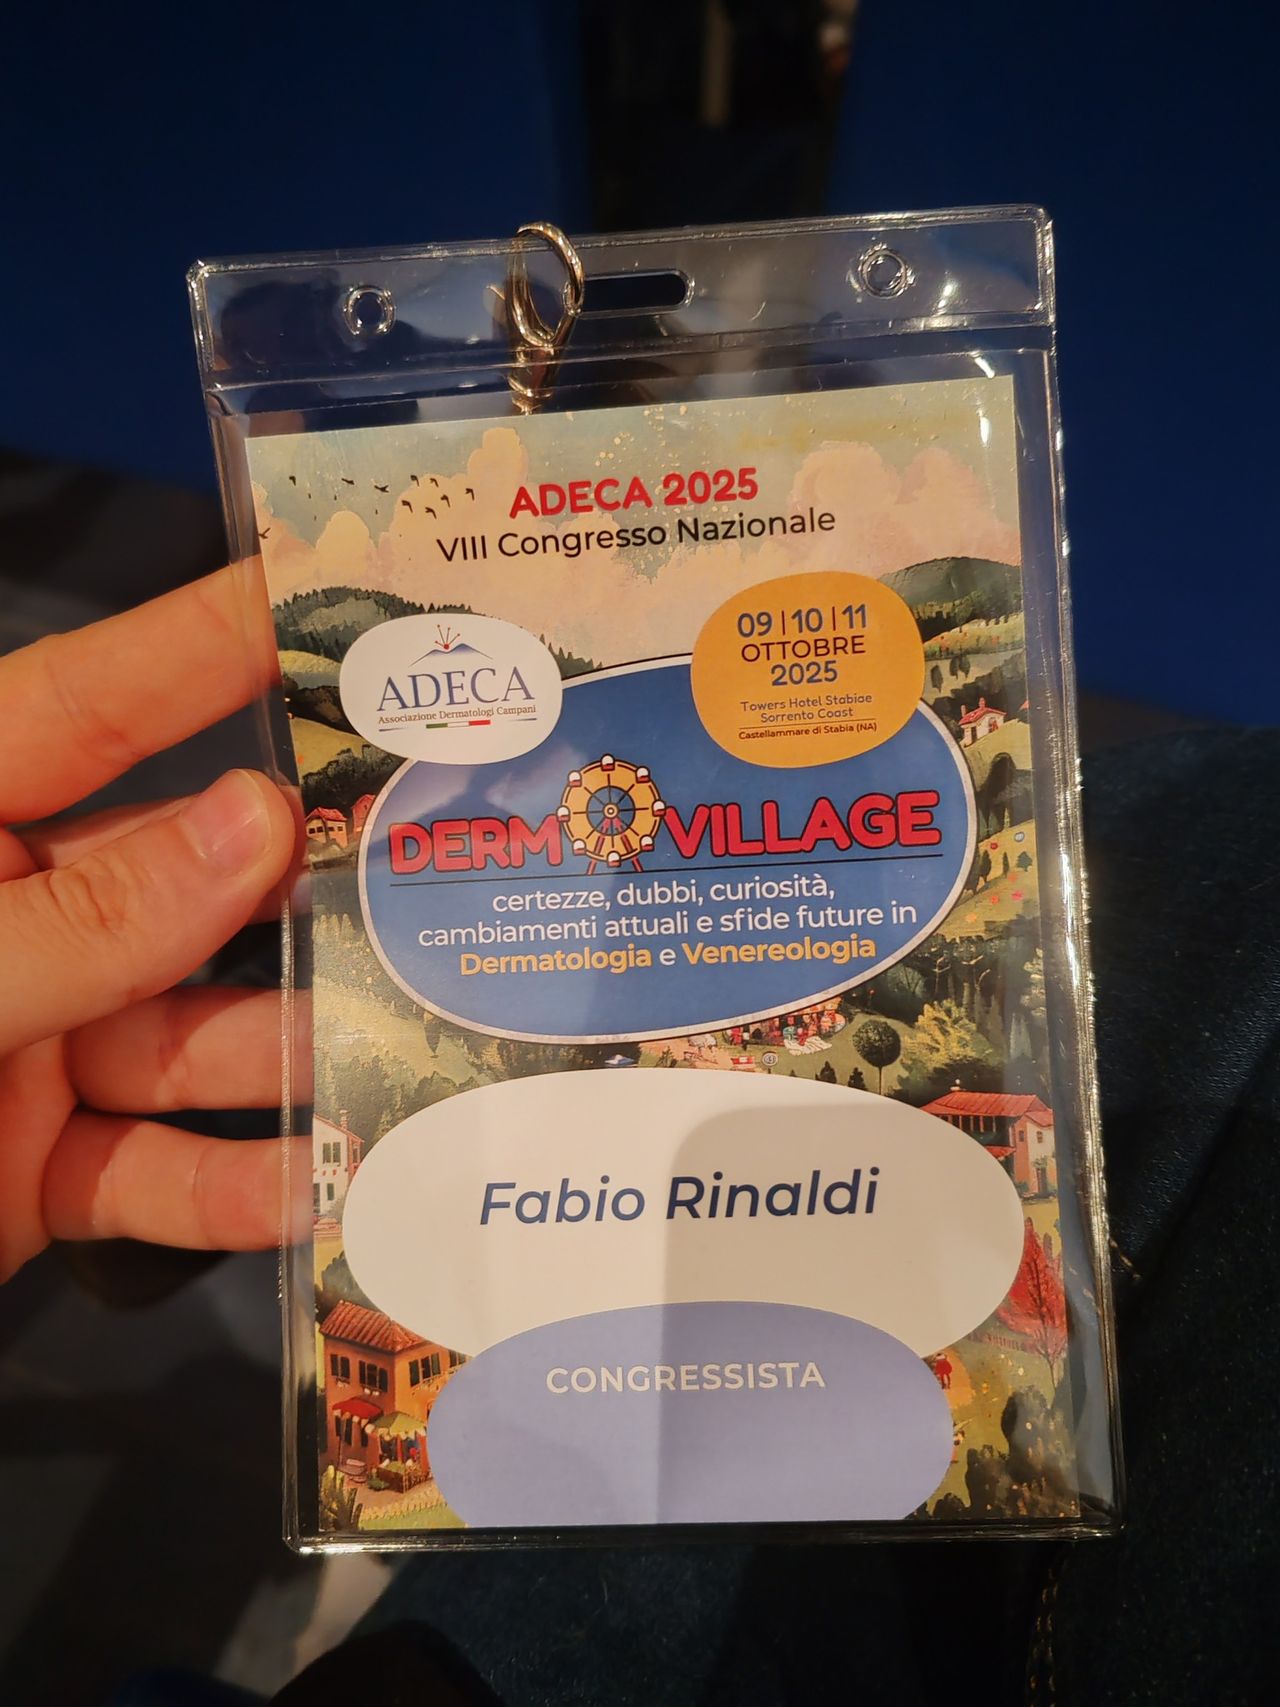 ADECA 2025
VIII Congresso Nazionale
ADECA
Associazione Dermatologi Campani
09 | 10 | 11
OTTOBRE
2025
Towers Hotel Stabiae
Sorrento Coast
Castellammare di Stabia (NA)
DERM VILLAGE
certezze, dubbi, curiosità,
cambiamenti attuali e sfide future in
Dermatologia e Venereologia
Fabio Rinaldi
CONGRESSISTA